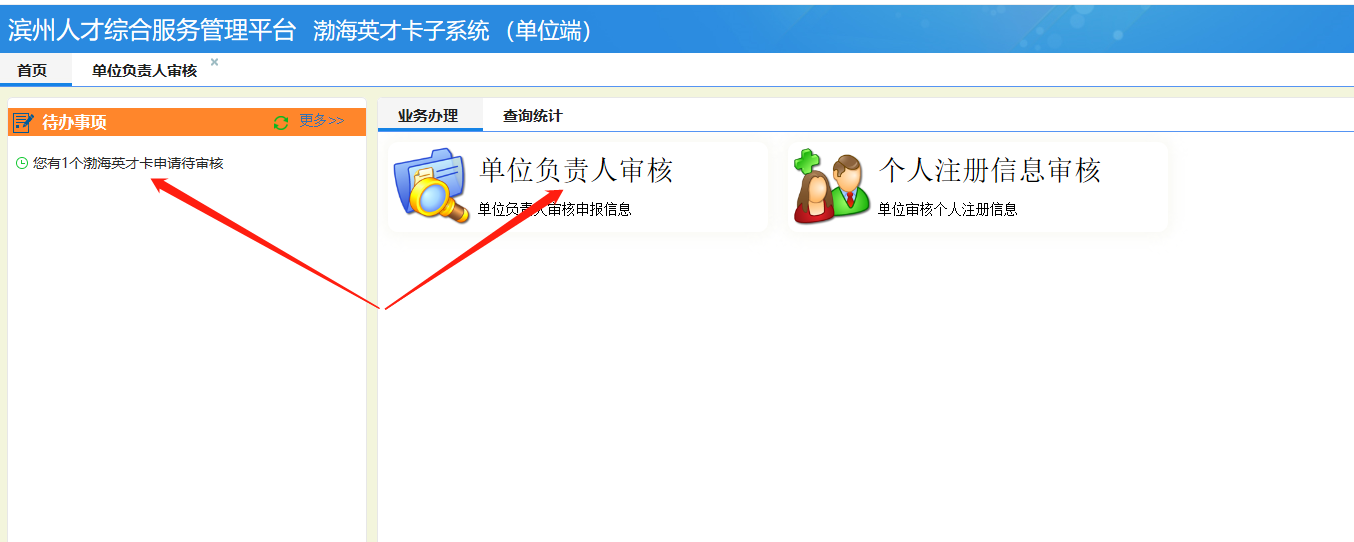 滨州人才综合服务管理平台 渤海英才卡子系统 （单位端）
首页 单位负责人审核 ×
待办事项 更多>>
您有1个渤海英才卡申请待审核
业务办理 查询统计
单位负责人审核
单位负责人审核申报信息
个人注册信息审核
单位审核个人注册信息